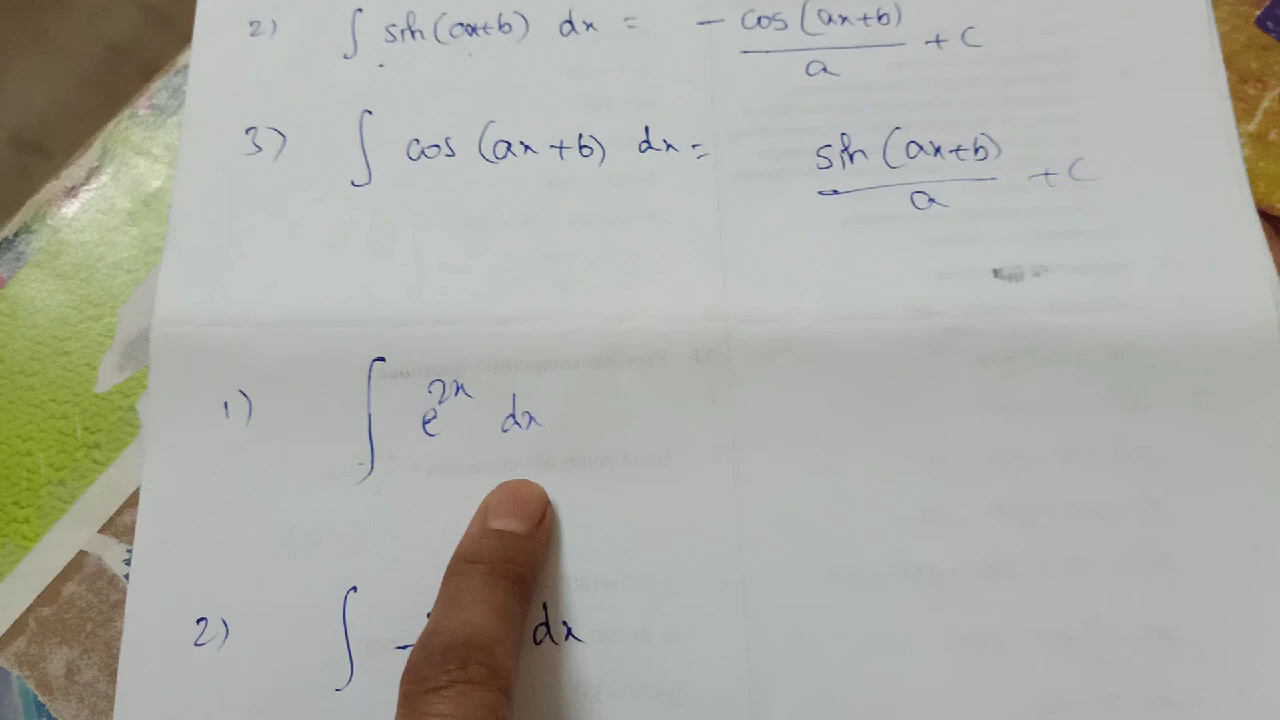 2) ∫ sin(ax+b) dx = - cos(ax+b)/a + c
3) ∫ cos(ax+b) dx = sin(ax+b)/a + c
1) ∫ e^2x dx
2) ∫ dx